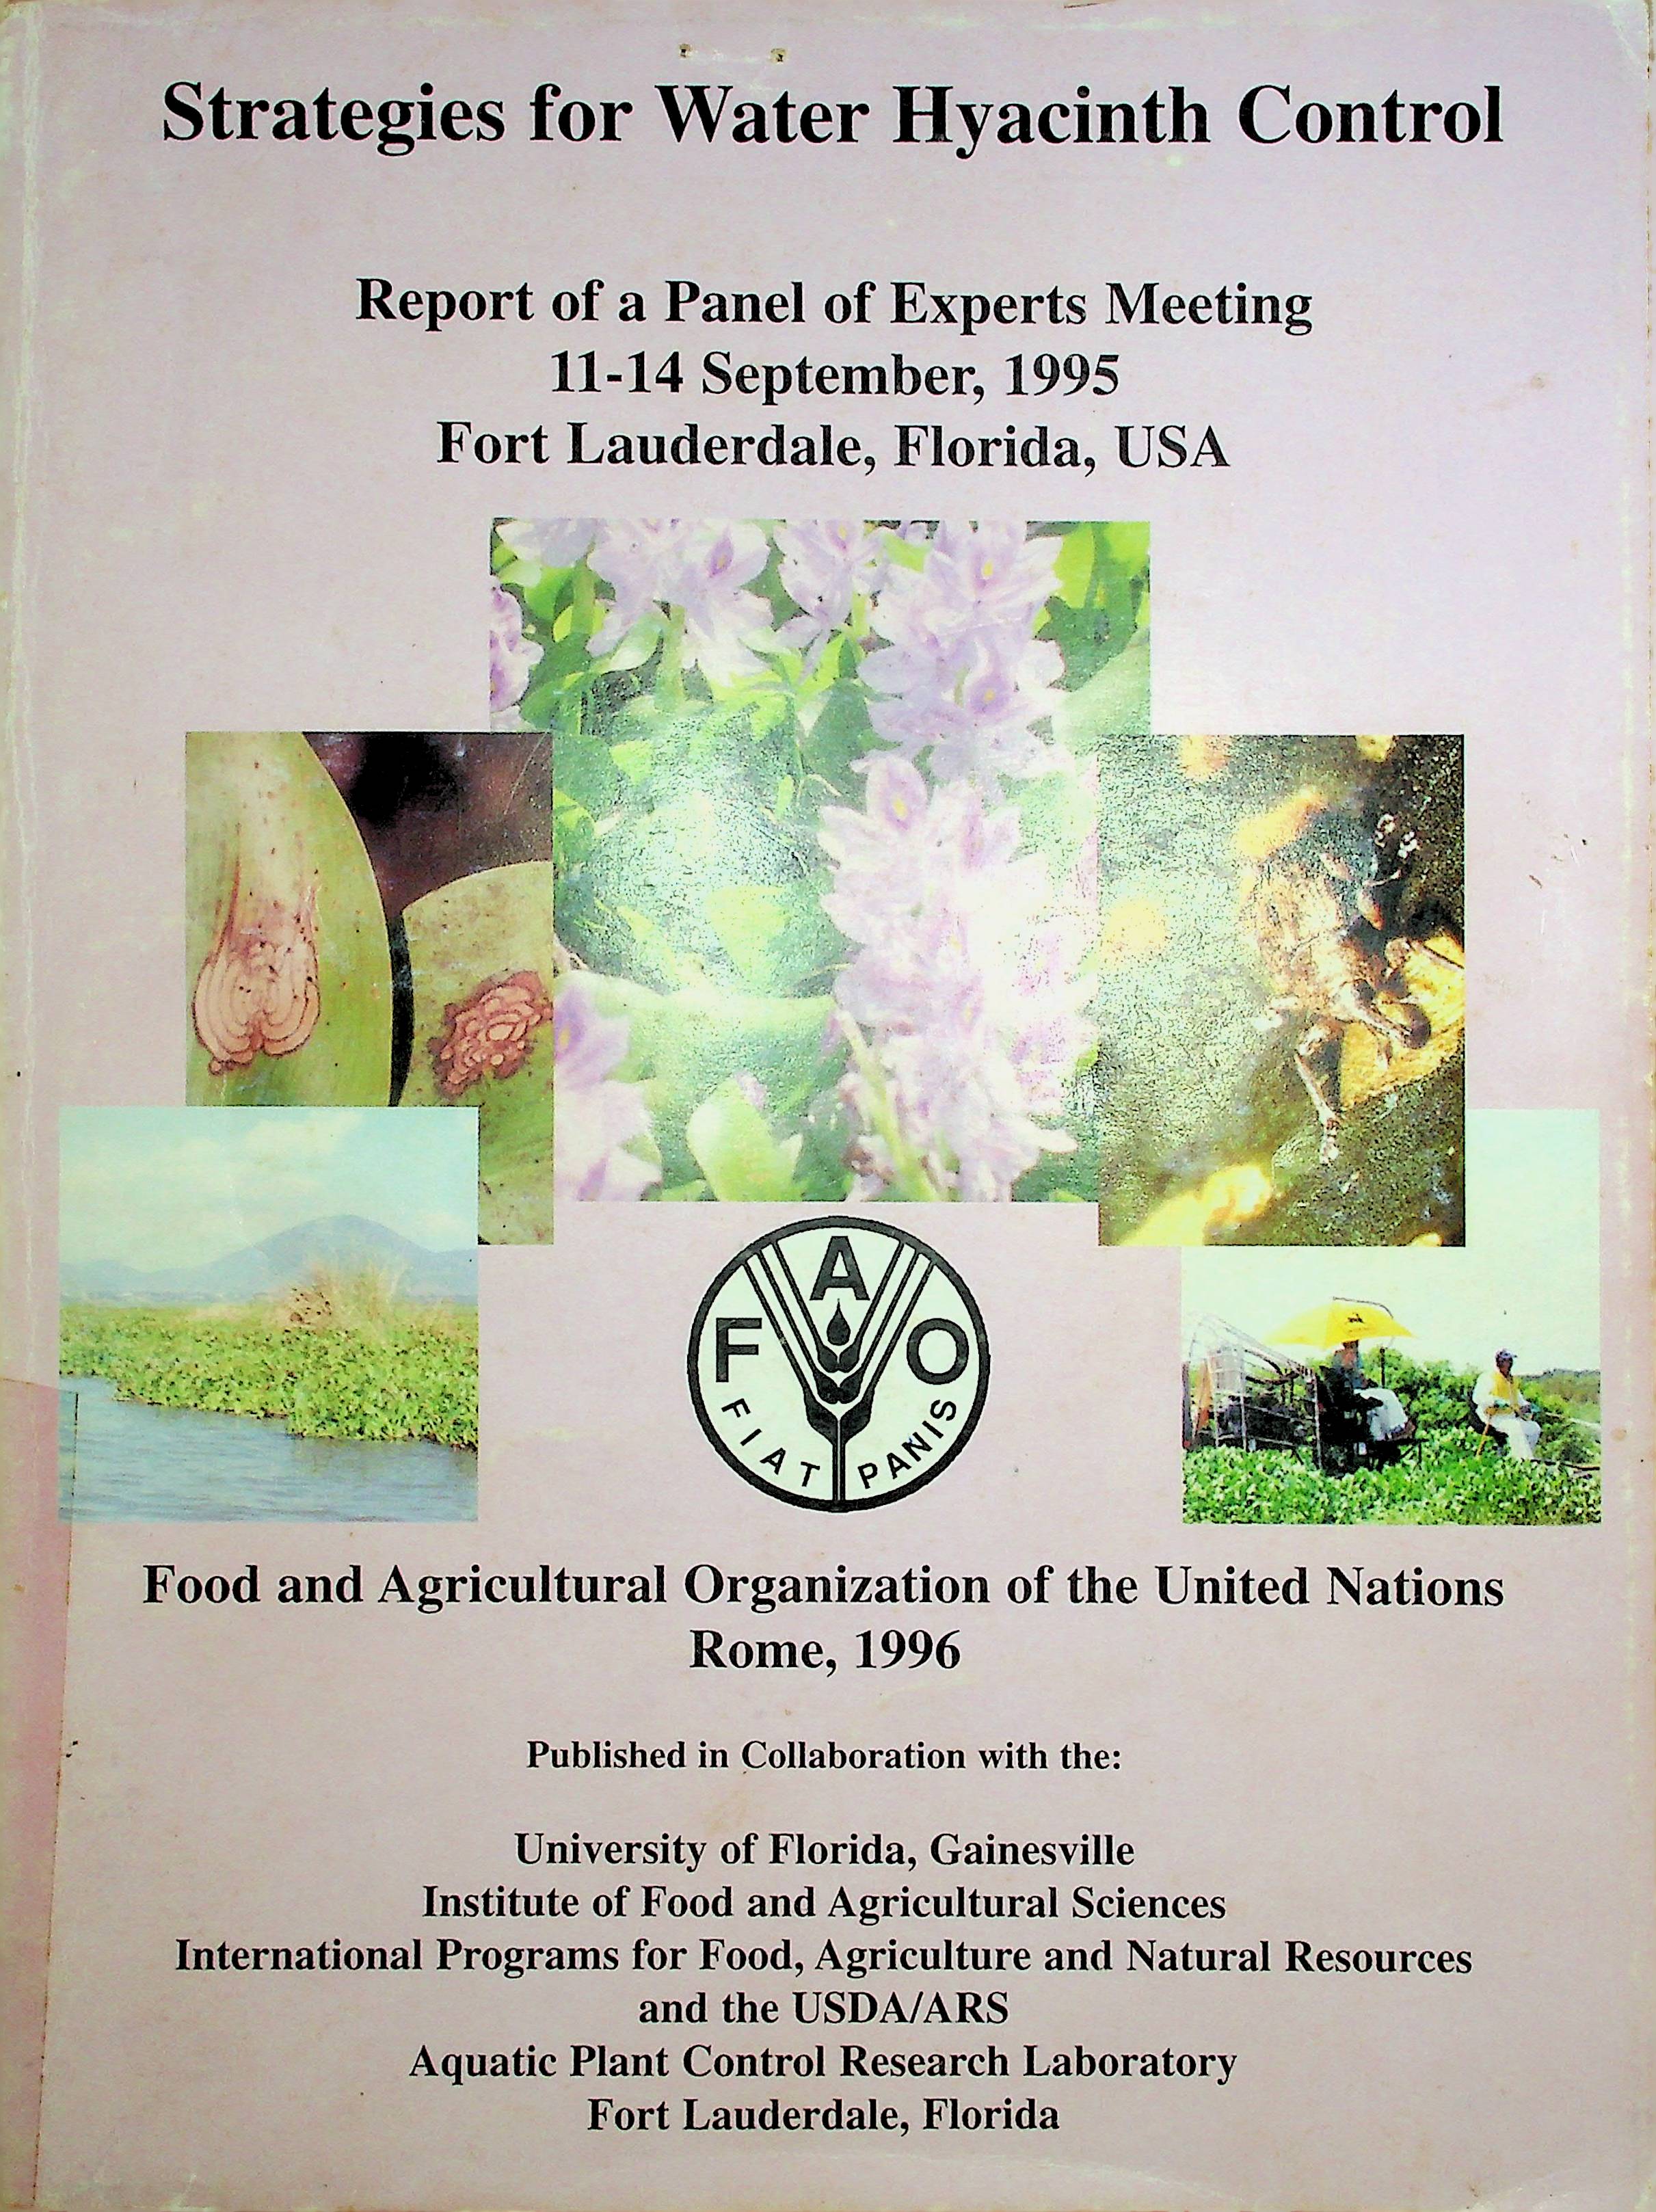 Strategies for Water Hyacinth Control
Report of a Panel of Experts Meeting
11-14 September, 1995
Fort Lauderdale, Florida, USA
F A O
FIAT PANIS
Food and Agricultural Organization of the United Nations
Rome, 1996
Published in Collaboration with the:
University of Florida, Gainesville
Institute of Food and Agricultural Sciences
International Programs for Food, Agriculture and Natural Resources
and the USDA/ARS
Aquatic Plant Control Research Laboratory
Fort Lauderdale, Florida